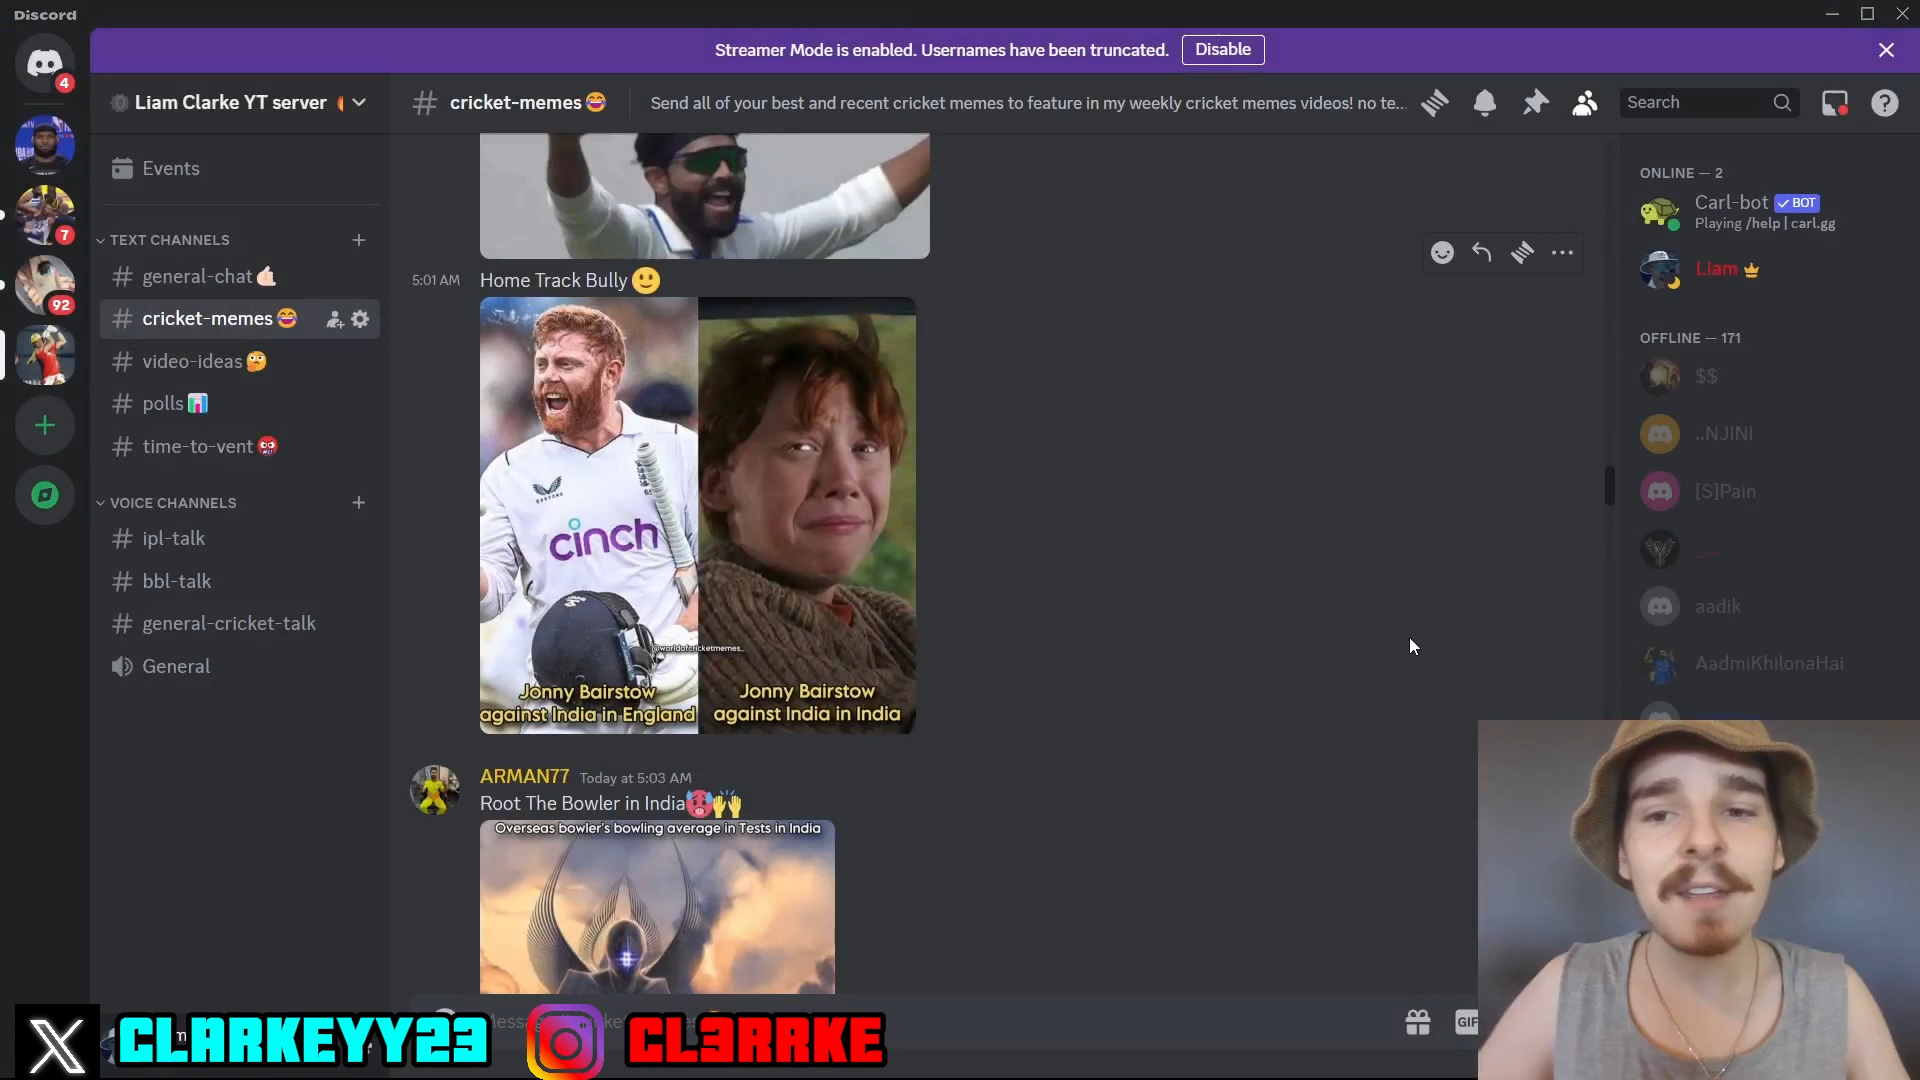 Discord
Streamer Mode is enabled. Usernames have been truncated.
Disable
4
7
92
Liam Clarke YT server
Events
TEXT CHANNELS
general-chat
cricket-memes
video-ideas
polls
time-to-vent
VOICE CHANNELS
ipl-talk
bbl-talk
general-cricket-talk
General
cricket-memes
Send all of your best and recent cricket memes to feature in my weekly cricket memes videos! no te...
Search
5:01 AM
Home Track Bully
cinch
@worldofcricketmemes_
Jonny Bairstow
against India in England
Jonny Bairstow
against India in India
ARMAN77 Today at 5:03 AM
Root The Bowler in India
Overseas bowler's bowling average in Tests in India
GIF
ONLINE — 2
Carl-bot BOT
Playing /help | carl.gg
Liam
OFFLINE — 171
$$
..NJINI
[S]Pain
aadik
AadmiKhilonaHai
X
CLARKEYY23
CL3RRKE